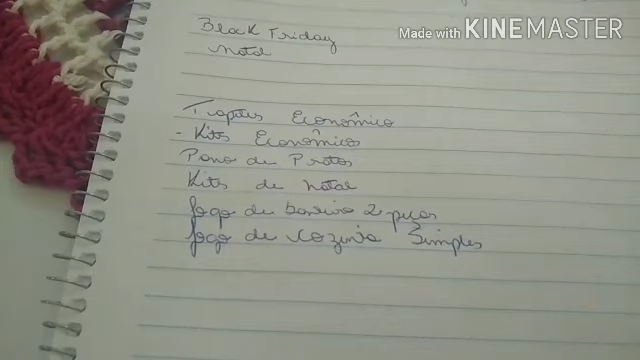 Made with KINEMASTER
Black Friday
Natal
Tapetes Econômico
- Kits Econômicos
Pano de Pratos
Kits de Natal
Jogo de banheiro 2 peças
Jogo de Cozinha Simples